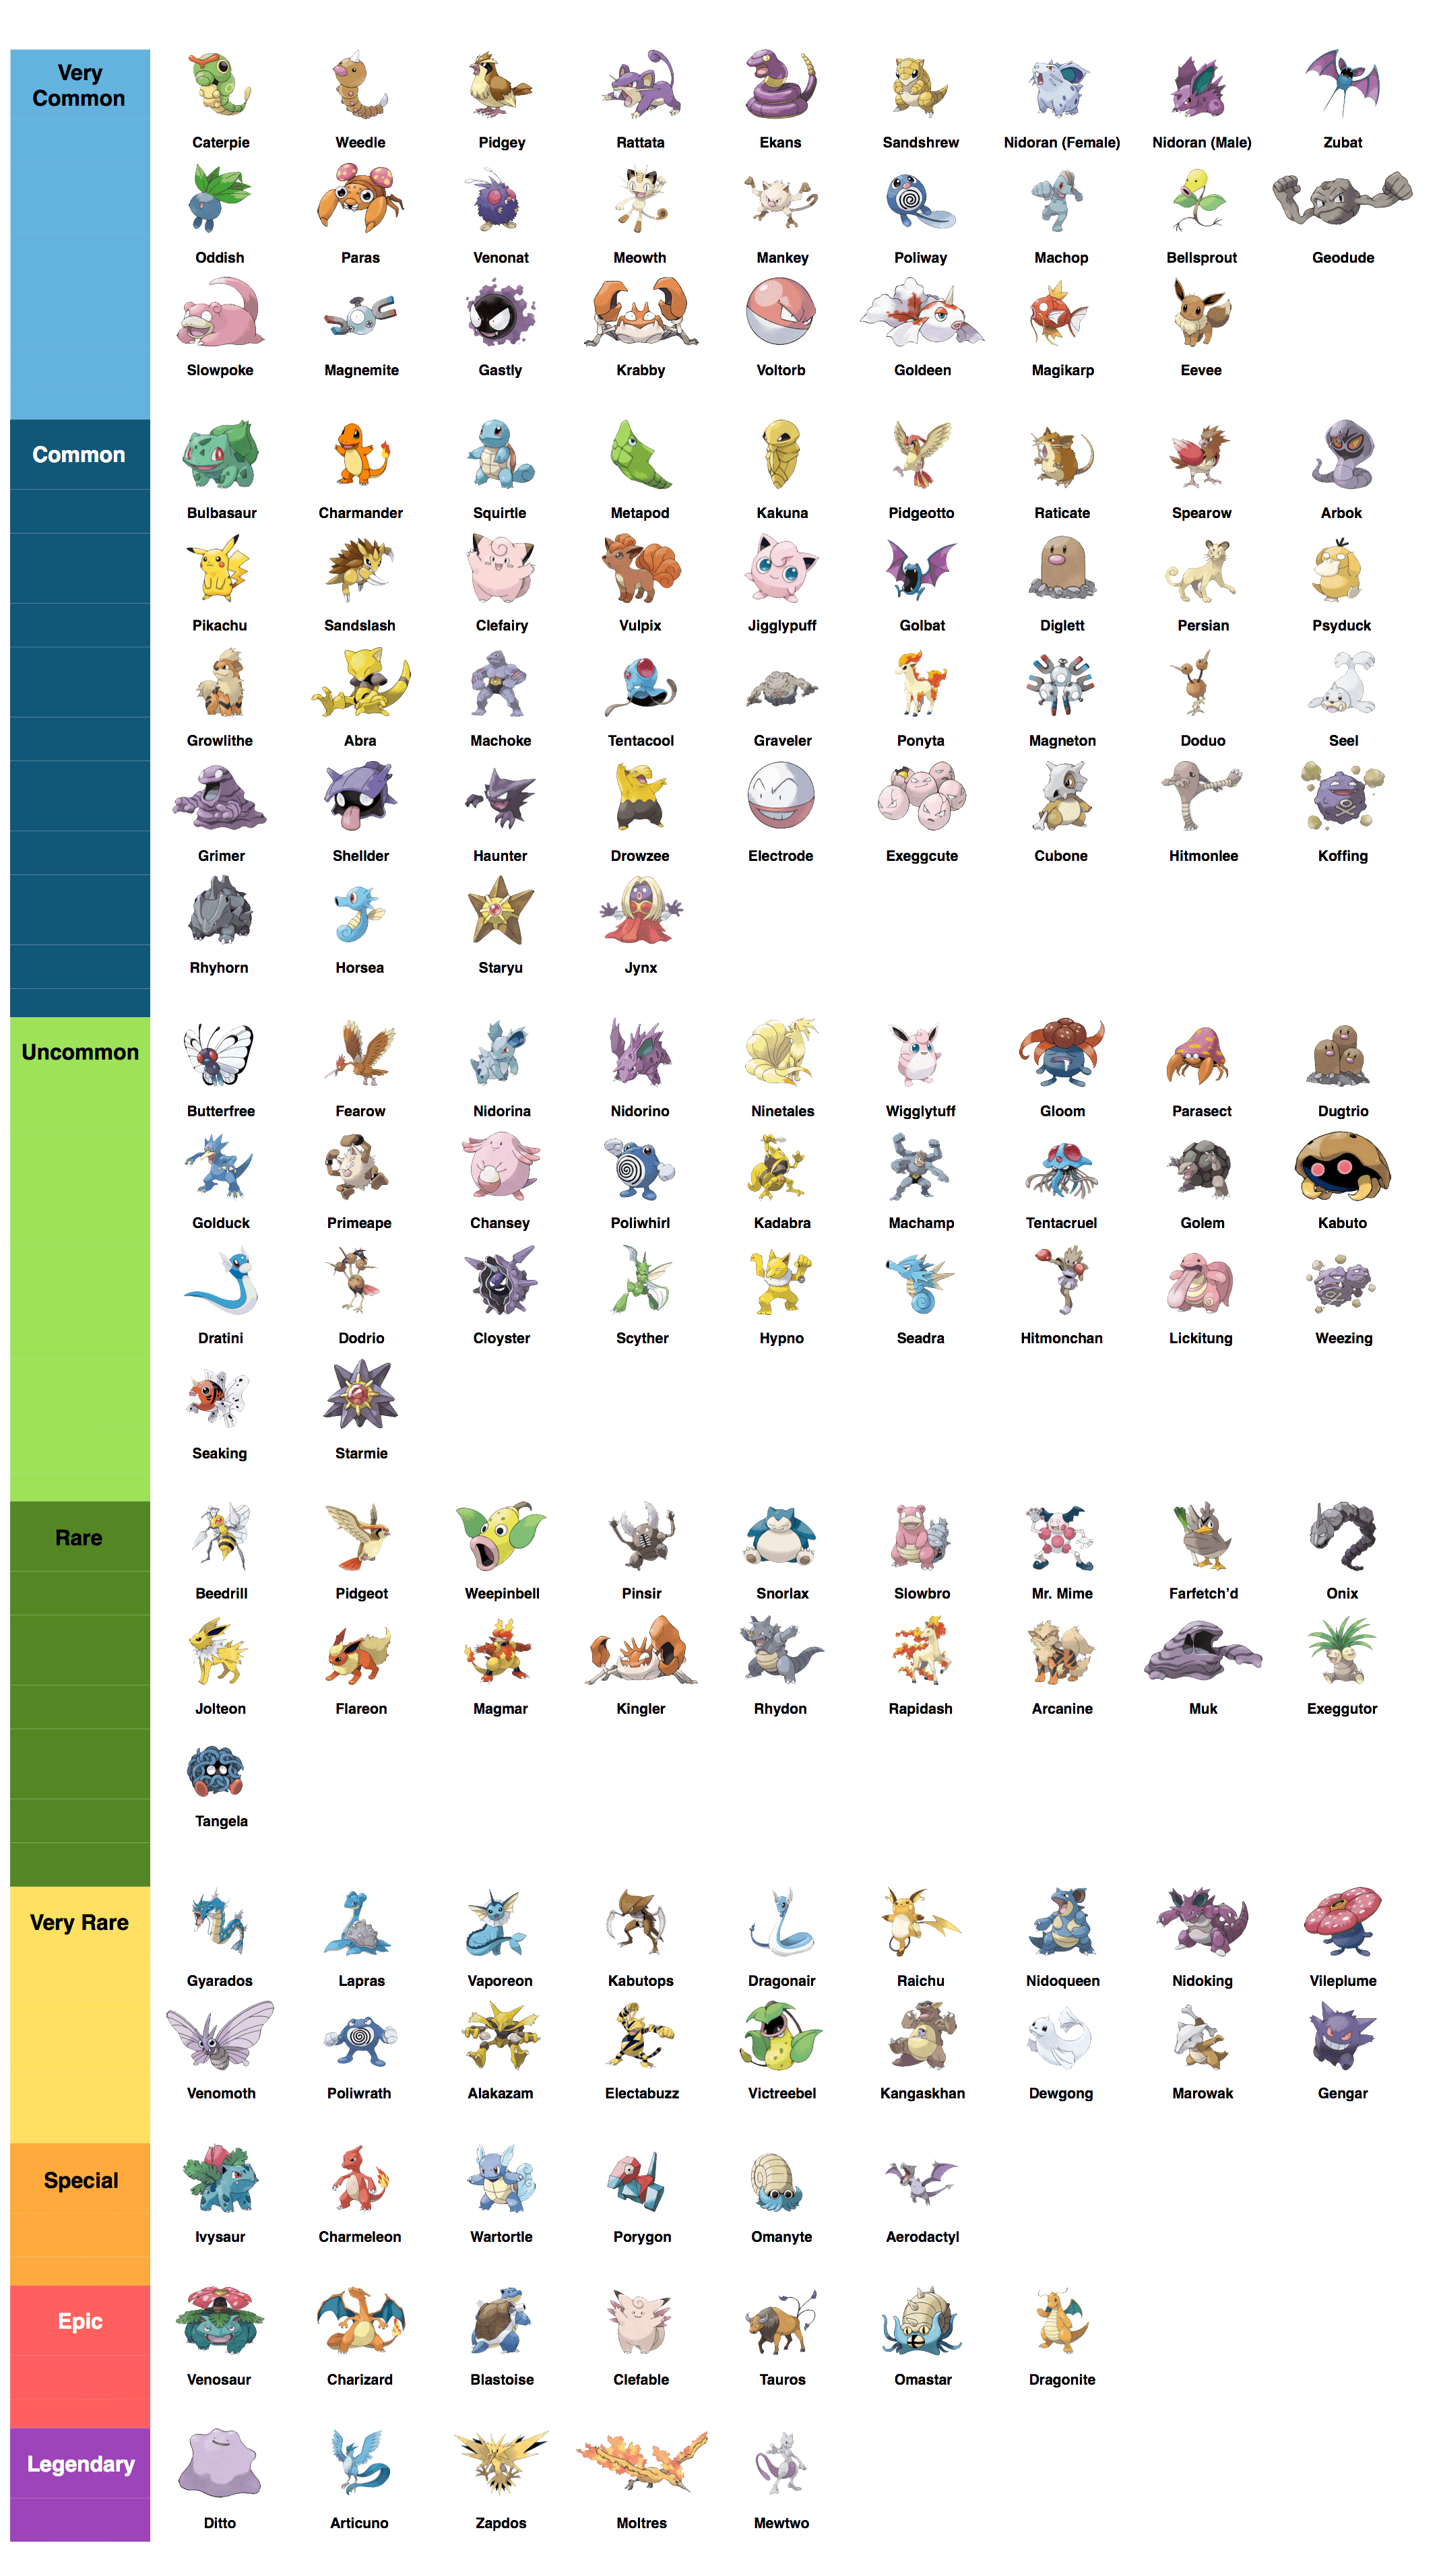 Very
Common
Caterpie Weedle Pidgey Rattata Ekans Sandshrew Nidoran (Female) Nidoran (Male) Zubat
Oddish Paras Venonat Meowth Mankey Poliway Machop Bellsprout Geodude
Slowpoke Magnemite Gastly Krabby Voltorb Goldeen Magikarp Eevee
Common
Bulbasaur Charmander Squirtle Metapod Kakuna Pidgeotto Raticate Spearow Arbok
Pikachu Sandslash Clefairy Vulpix Jigglypuff Golbat Diglett Persian Psyduck
Growlithe Abra Machoke Tentacool Graveler Ponyta Magneton Doduo Seel
Grimer Shellder Haunter Drowzee Electrode Exeggcute Cubone Hitmonlee Koffing
Rhyhorn Horsea Staryu Jynx
Uncommon
Butterfree Fearow Nidorina Nidorino Ninetales Wigglytuff Gloom Parasect Dugtrio
Golduck Primeape Chansey Poliwhirl Kadabra Machamp Tentacruel Golem Kabuto
Dratini Dodrio Cloyster Scyther Hypno Seadra Hitmonchan Lickitung Weezing
Seaking Starmie
Rare
Beedrill Pidgeot Weepinbell Pinsir Snorlax Slowbro Mr. Mime Farfetch’d Onix
Jolteon Flareon Magmar Kingler Rhydon Rapidash Arcanine Muk Exeggutor
Tangela
Very Rare
Gyarados Lapras Vaporeon Kabutops Dragonair Raichu Nidoqueen Nidoking Vileplume
Venomoth Poliwrath Alakazam Electabuzz Victreebel Kangaskhan Dewgong Marowak Gengar
Special
Ivysaur Charmeleon Wartortle Porygon Omanyte Aerodactyl
Epic
Venosaur Charizard Blastoise Clefable Tauros Omastar Dragonite
Legendary
Ditto Articuno Zapdos Moltres Mewtwo